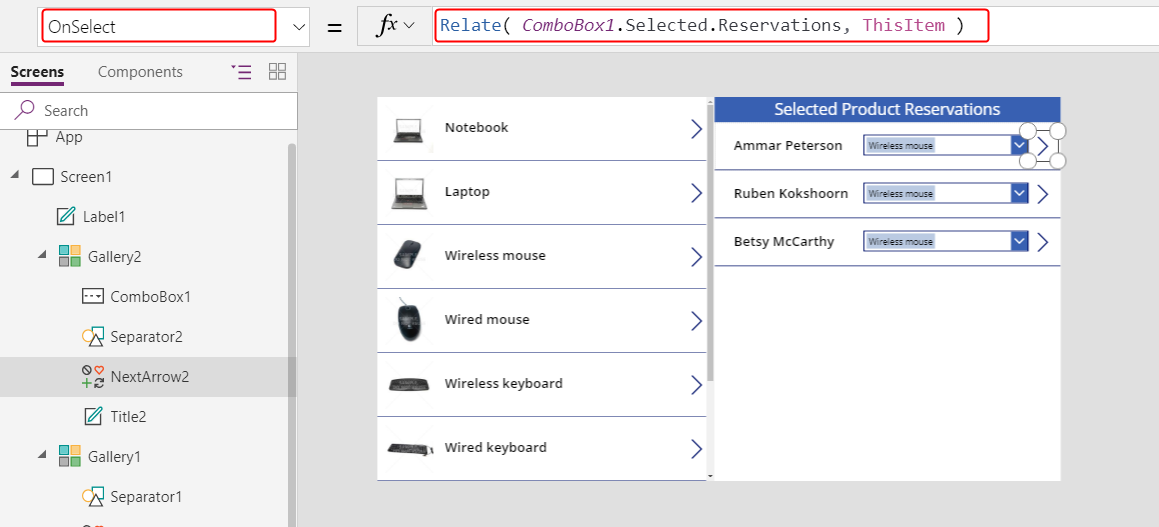 OnSelect
= fx Relate( ComboBox1.Selected.Reservations, ThisItem )
Screens Components
Search
App
Screen1
Label1
Gallery2
ComboBox1
Separator2
NextArrow2
Title2
Gallery1
Separator1
Notebook
Laptop
Wireless mouse
Wired mouse
Wireless keyboard
Wired keyboard
Selected Product Reservations
Ammar Peterson Wireless mouse
Ruben Kokshoorn Wireless mouse
Betsy McCarthy Wireless mouse